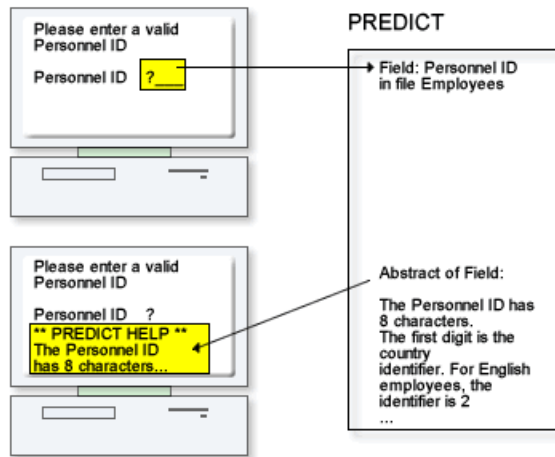 Please enter a valid
Personnel ID
Personnel ID ?___
PREDICT
Field: Personnel ID
in file Employees
Please enter a valid
Personnel ID
Personnel ID ?
** PREDICT HELP **
The Personnel ID
has 8 characters...
Abstract of Field:
The Personnel ID has
8 characters.
The first digit is the
country
identifier. For English
employees, the
identifier is 2
...